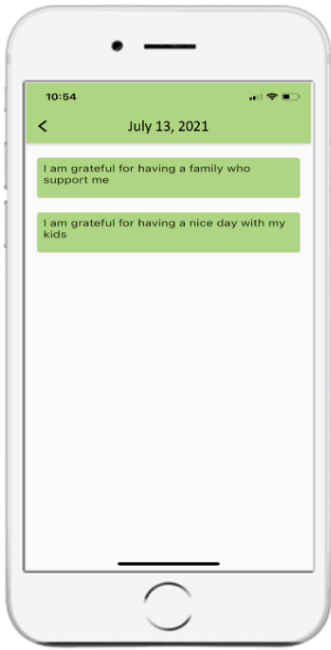 10:54
July 13, 2021
I am grateful for having a family who
support me
I am grateful for having a nice day with my
kids